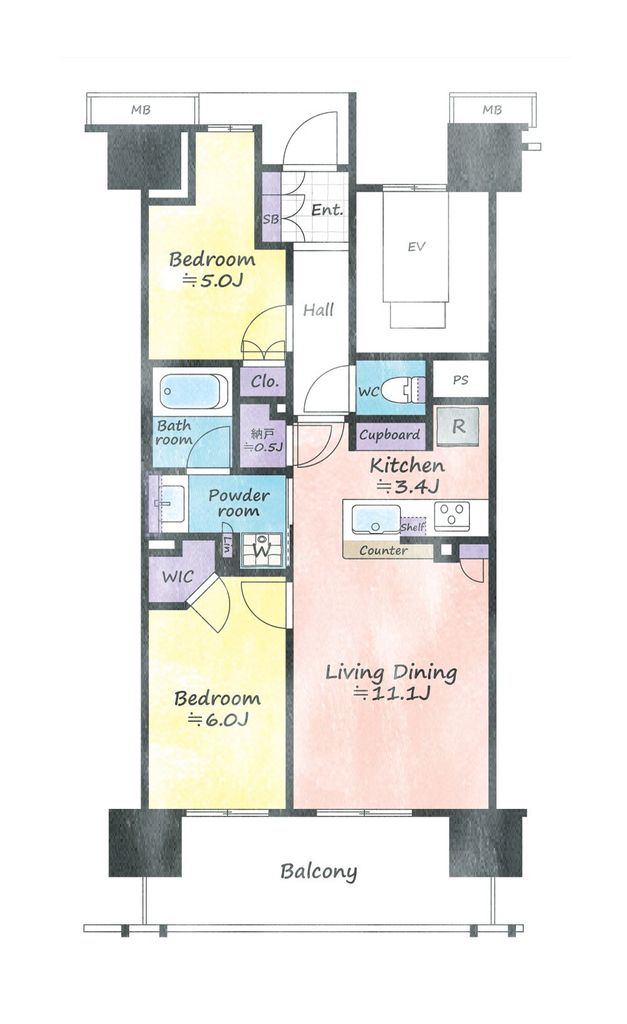 MB
MB
SB
Ent.
EV
Bedroom
≒5.0J
Hall
Clo.
WC
PS
Bath
room
納戸
≒0.5J
Cupboard
R
Kitchen
≒3.4J
Powder
room
Shelf
Lin
W
Counter
WIC
Living Dining
≒11.1J
Bedroom
≒6.0J
Balcony